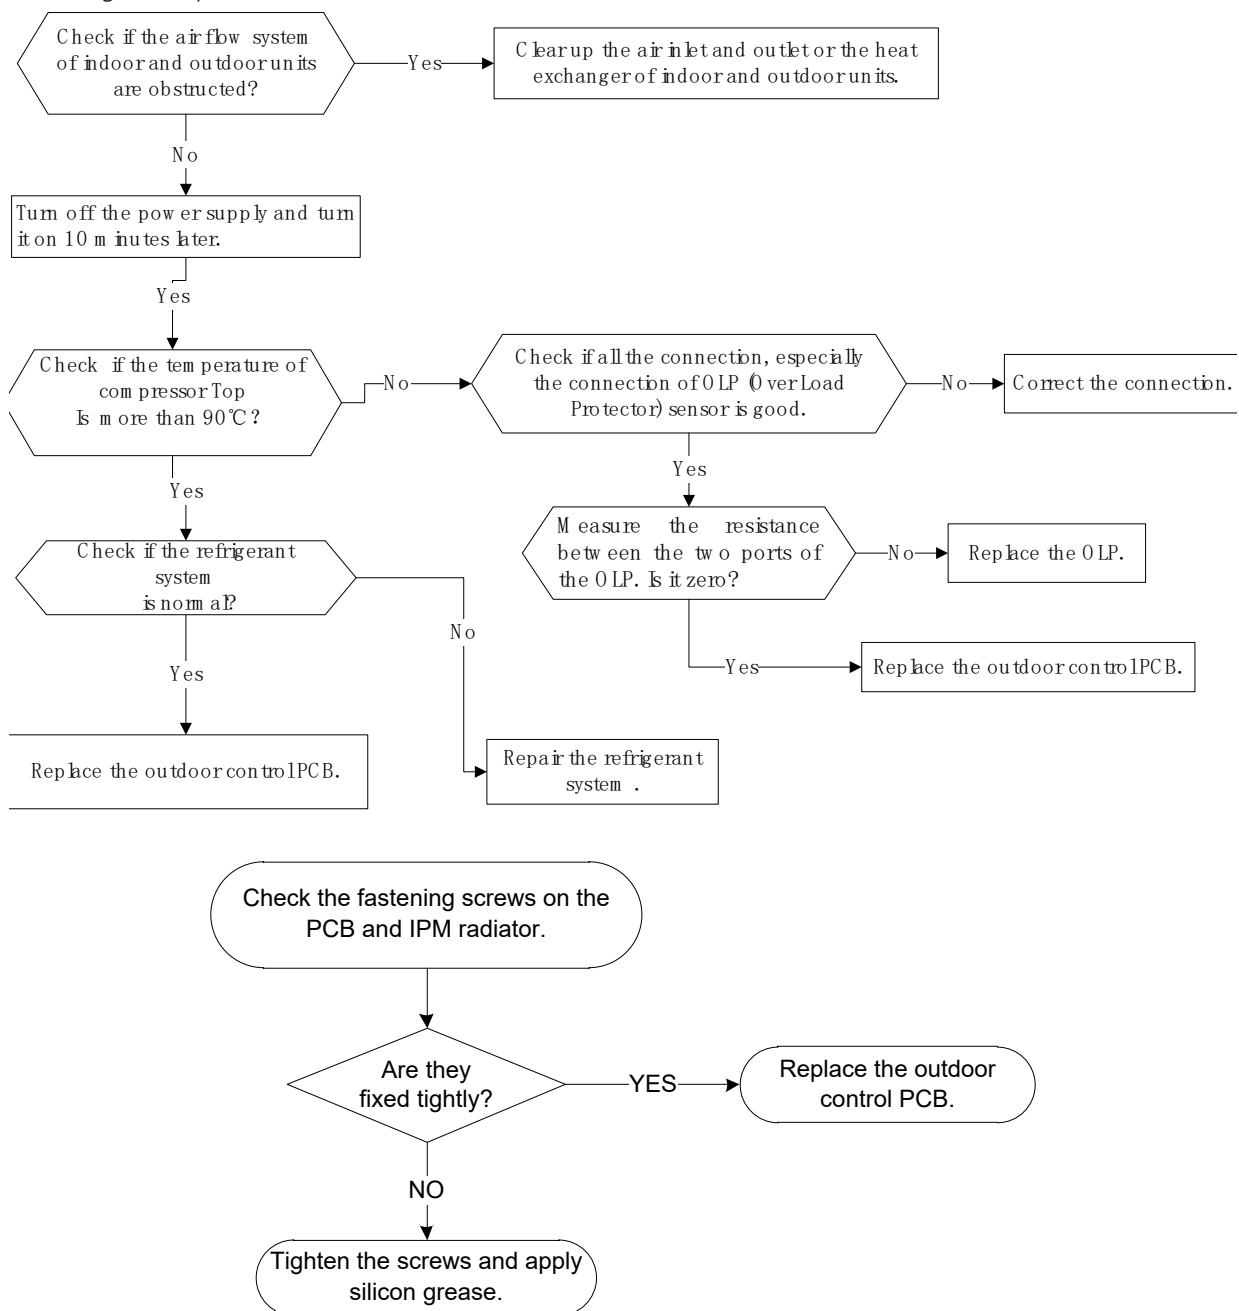 Check if the air flow system
of indoor and outdoor units
are obstructed?
Yes
Clear up the air inlet and outlet or the heat
exchanger of indoor and outdoor units.
No
Turn off the power supply and turn
it on 10 minutes later.
Yes
Check if the temperature of
compressor Top
Is more than 90℃?
No
Check if all the connection, especially
the connection of OLP (Over Load
Protector) sensor is good.
No
Correct the connection.
Yes
Yes
Measure the resistance
between the two ports of
the OLP. Is it zero?
No
Replace the OLP.
Check if the refrigerant
system
is normal?
No
Yes
Replace the outdoor control PCB.
Yes
Replace the outdoor control PCB.
Repair the refrigerant
system.
Check the fastening screws on the
PCB and IPM radiator.
Are they
fixed tightly?
YES
Replace the outdoor
control PCB.
NO
Tighten the screws and apply
silicon grease.